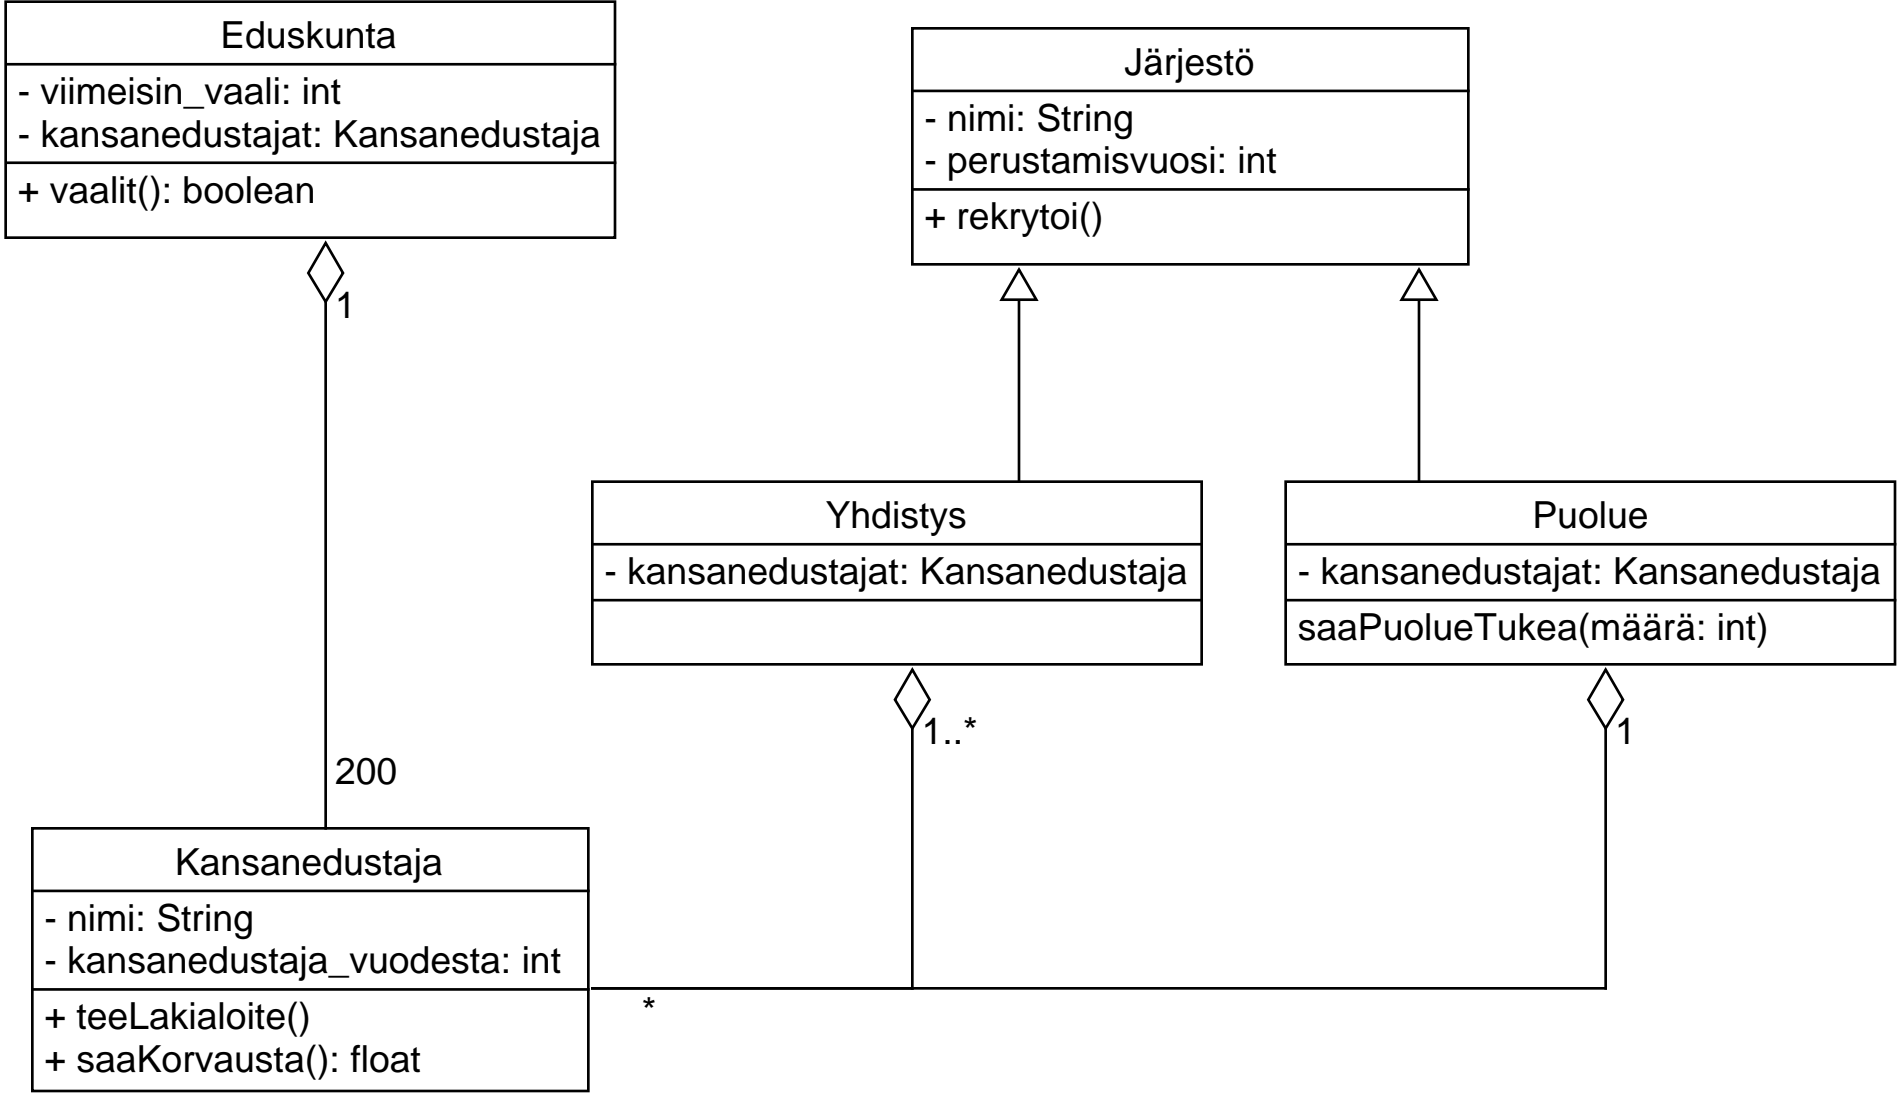 Eduskunta
- viimeisin_vaali: int
- kansanedustajat: Kansanedustaja
+ vaalit(): boolean
1
200
Järjestö
- nimi: String
- perustamisvuosi: int
+ rekrytoi()
Yhdistys
- kansanedustajat: Kansanedustaja
1..*
Puolue
- kansanedustajat: Kansanedustaja
saaPuolueTukea(määrä: int)
1
Kansanedustaja
- nimi: String
- kansanedustaja_vuodesta: int
+ teeLakialoite()
+ saaKorvausta(): float
*